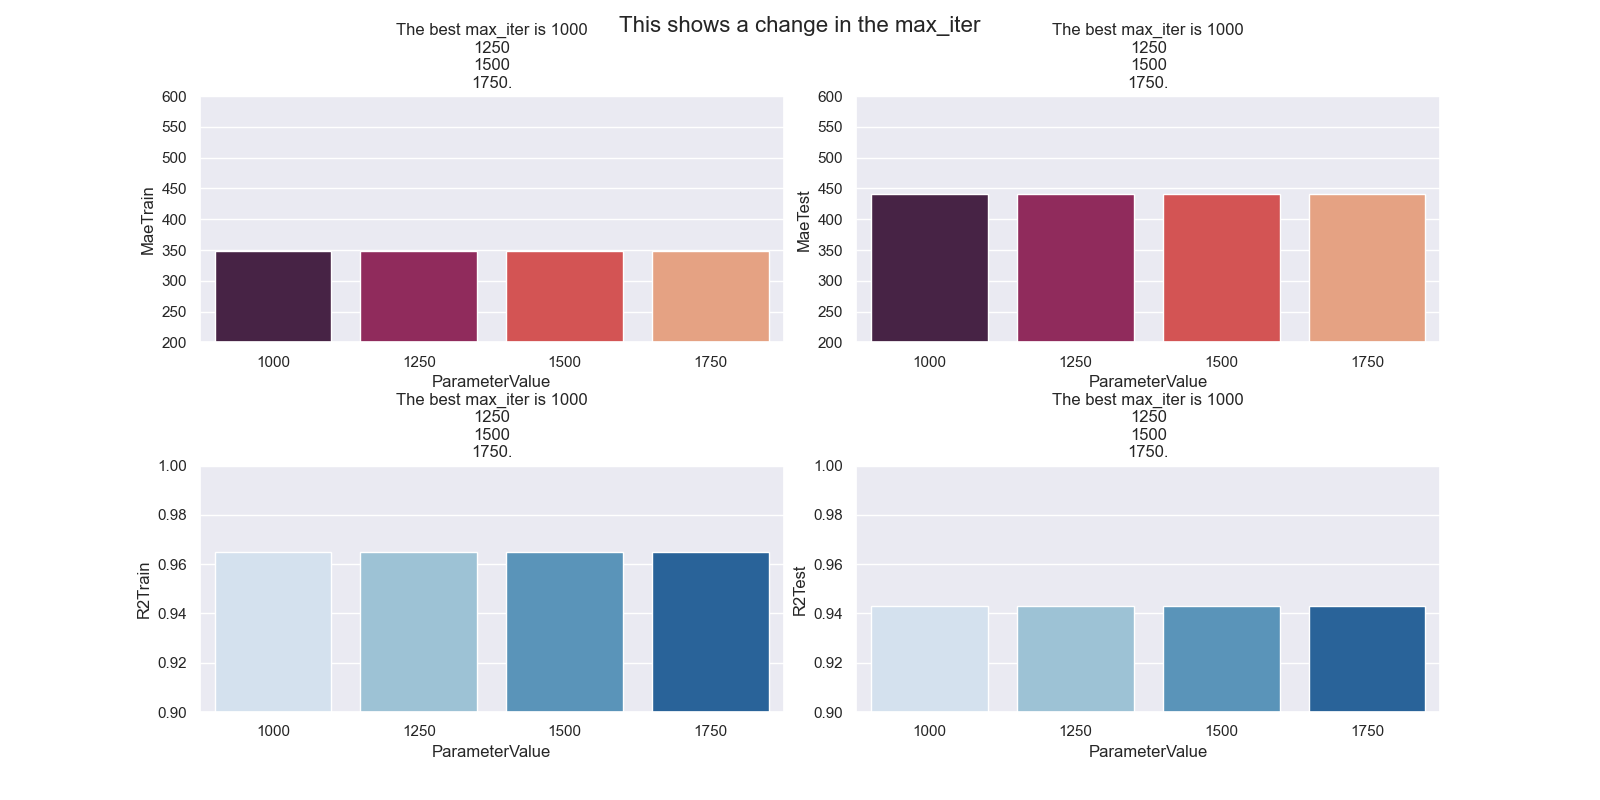 This shows a change in the max_iter
The best max_iter is 1000
1250
1500
1750.
600
550
500
450
400
350
300
250
200
MaeTrain
1000 1250 1500 1750
ParameterValue
The best max_iter is 1000
1250
1500
1750.
600
550
500
450
400
350
300
250
200
MaeTest
1000 1250 1500 1750
ParameterValue
The best max_iter is 1000
1250
1500
1750.
1.00
0.98
0.96
0.94
0.92
0.90
R2Train
1000 1250 1500 1750
ParameterValue
The best max_iter is 1000
1250
1500
1750.
1.00
0.98
0.96
0.94
0.92
0.90
R2Test
1000 1250 1500 1750
ParameterValue